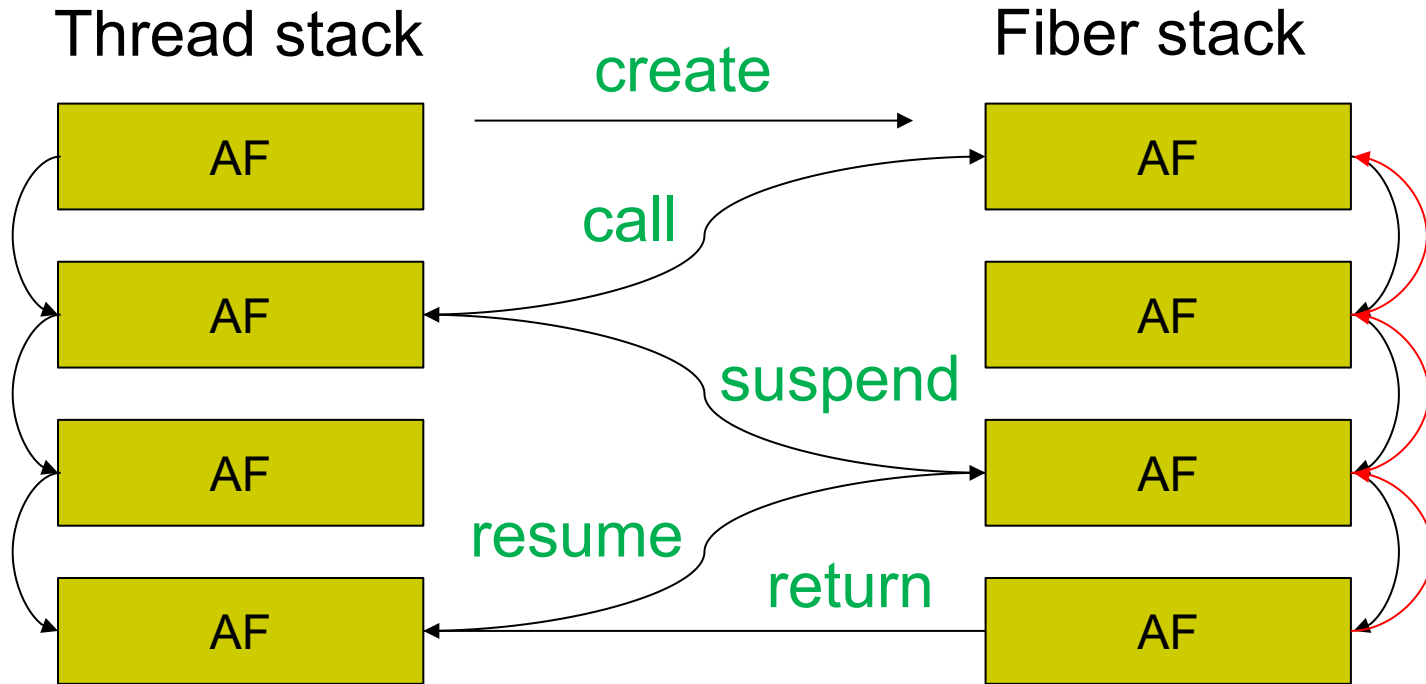 Thread stack
Fiber stack
create
AF
AF
call
AF
AF
suspend
AF
AF
resume
return
AF
AF